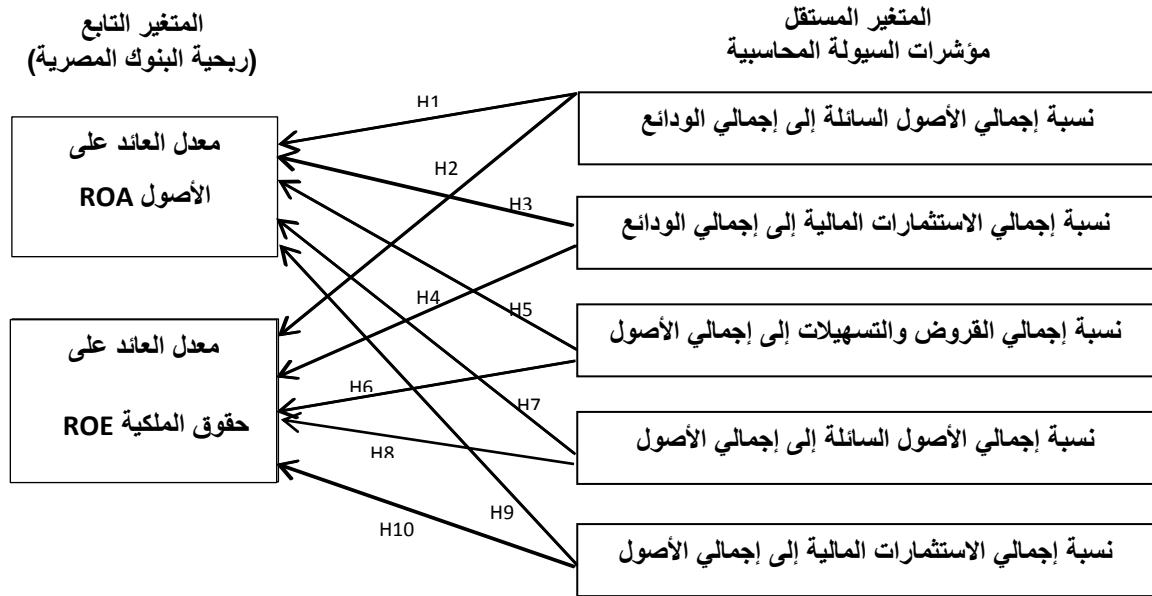 المتغير المستقل
مؤشرات السيولة المحاسبية
المتغير التابع
(ربحية البنوك المصرية)
نسبة إجمالي الأصول السائلة إلى إجمالي الودائع
نسبة إجمالي الاستثمارات المالية إلى إجمالي الودائع
نسبة إجمالي القروض والتسهيلات إلى إجمالي الأصول
نسبة إجمالي الأصول السائلة إلى إجمالي الأصول
نسبة إجمالي الاستثمارات المالية إلى إجمالي الأصول
H1
H2
H3
H4
H5
H6
H7
H8
H9
H10
معدل العائد على
الأصول ROA
معدل العائد على
حقوق الملكية ROE